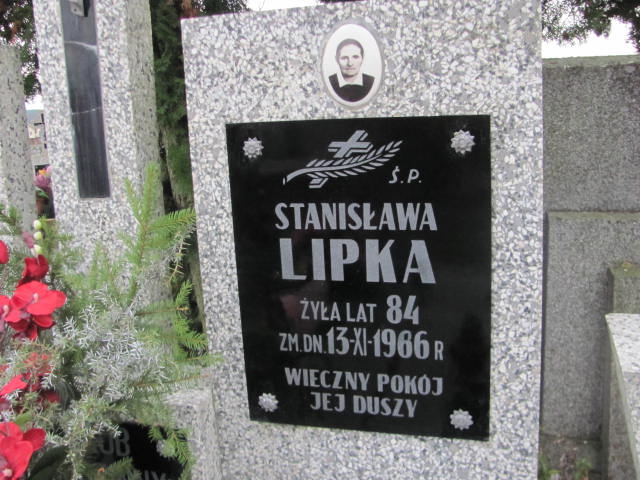 Ś.P.
STANISŁAWA
LIPKA
ŻYŁA LAT 84
ZM. DN. 13-XI-1966 R
WIECZNY POKÓJ
JEJ DUSZY